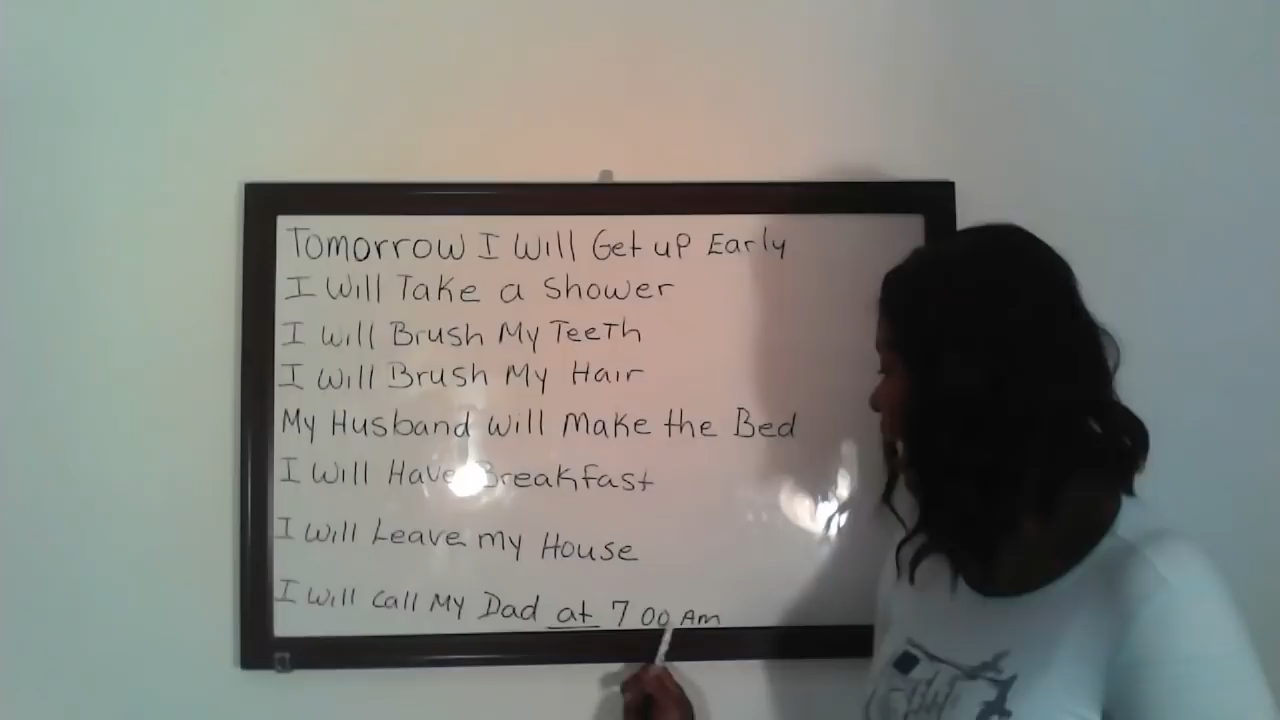 Tomorrow I Will Get up Early
I Will Take a Shower
I will Brush My Teeth
I will Brush My Hair
My Husband will Make the Bed
I will Have Breakfast
I will Leave my House
I will call My Dad at 7 00 Am